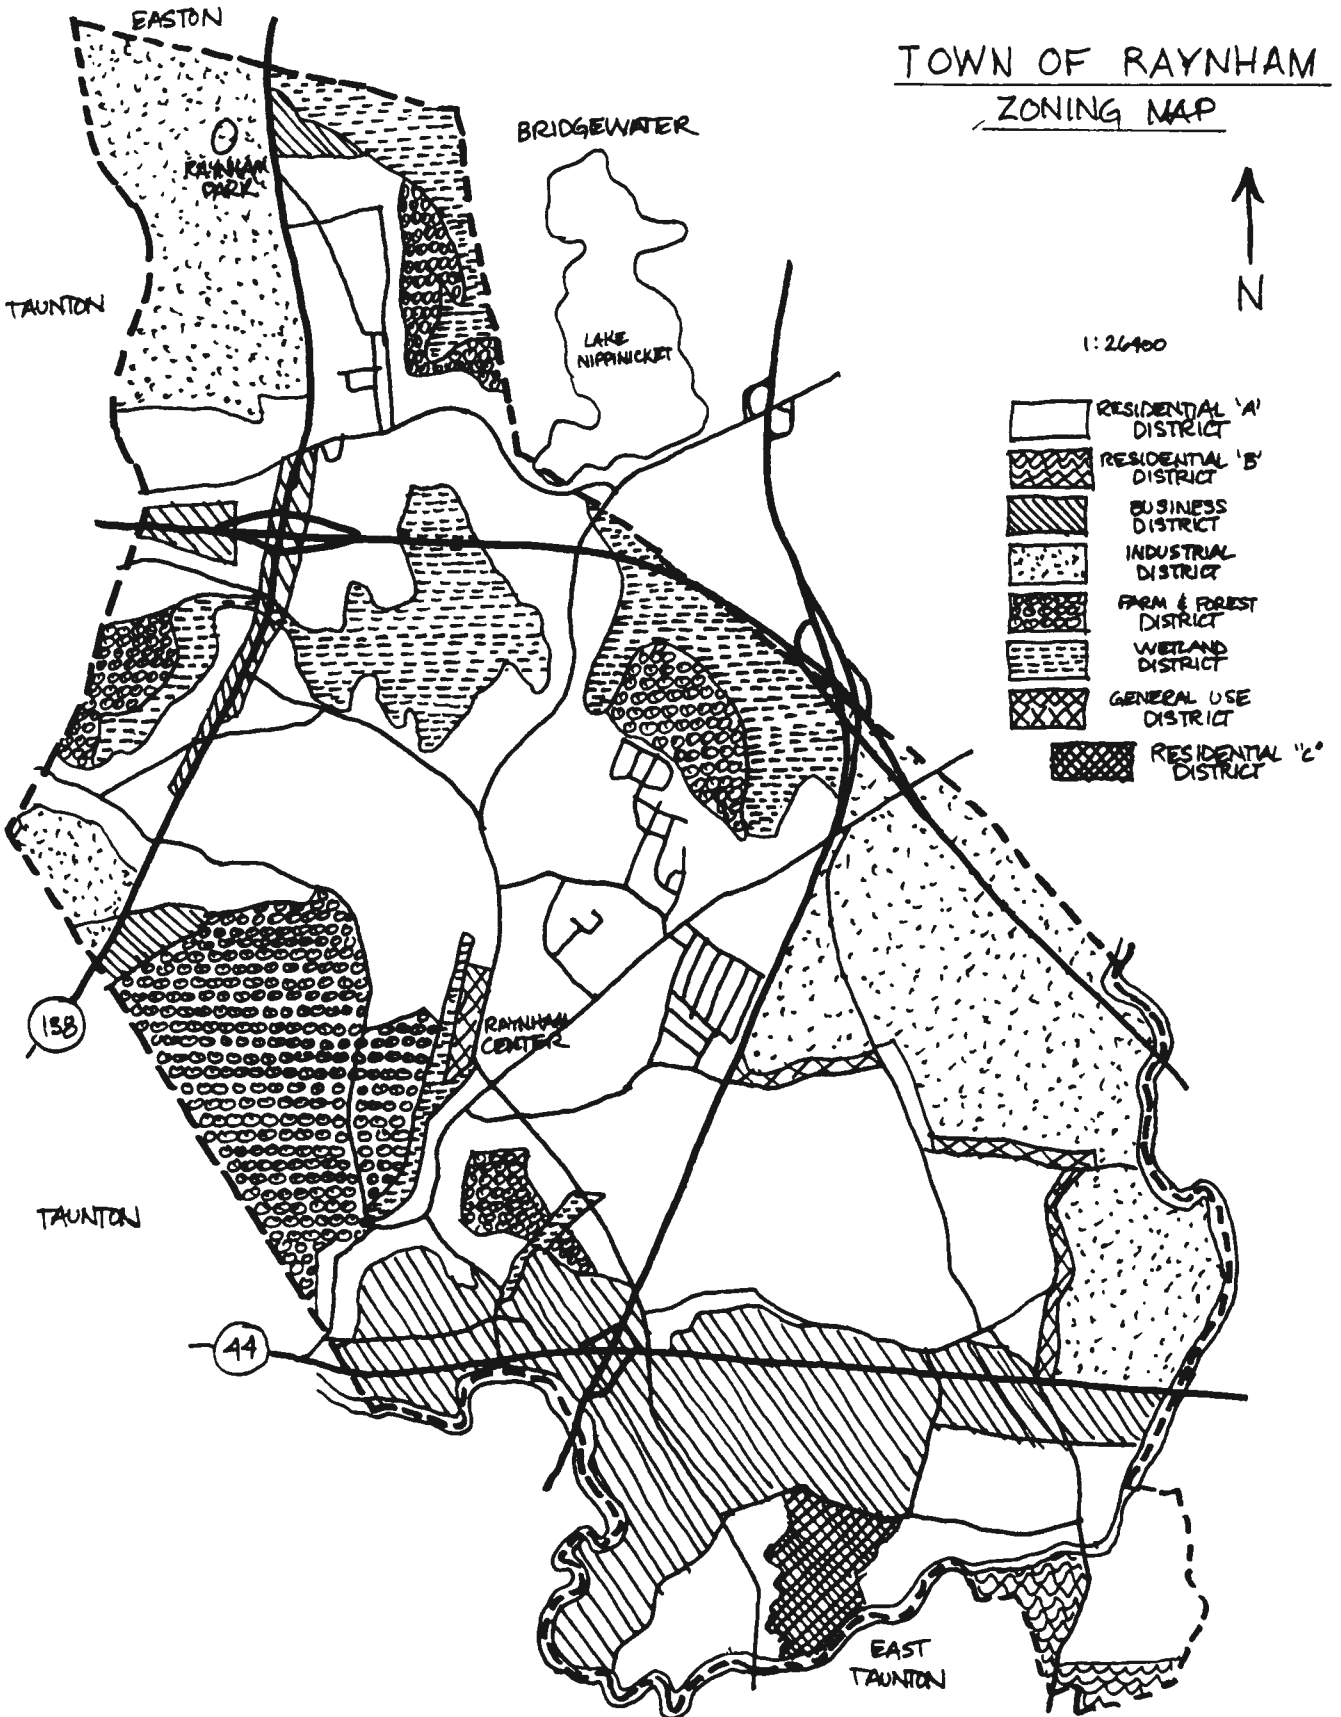 EASTON
TOWN OF RAYNHAM
ZONING MAP
BRIDGEWATER
RAYNHAM
PARK
N
TAUNTON
LAKE
NIPPINICKET
1:26400
RESIDENTIAL 'A'
DISTRICT
RESIDENTIAL 'B'
DISTRICT
BUSINESS
DISTRICT
INDUSTRIAL
DISTRICT
FARM & FOREST
DISTRICT
WETLAND
DISTRICT
GENERAL USE
DISTRICT
RESIDENTIAL "C"
DISTRICT
138
RAYNHAM
CENTER
TAUNTON
44
EAST
TAUNTON